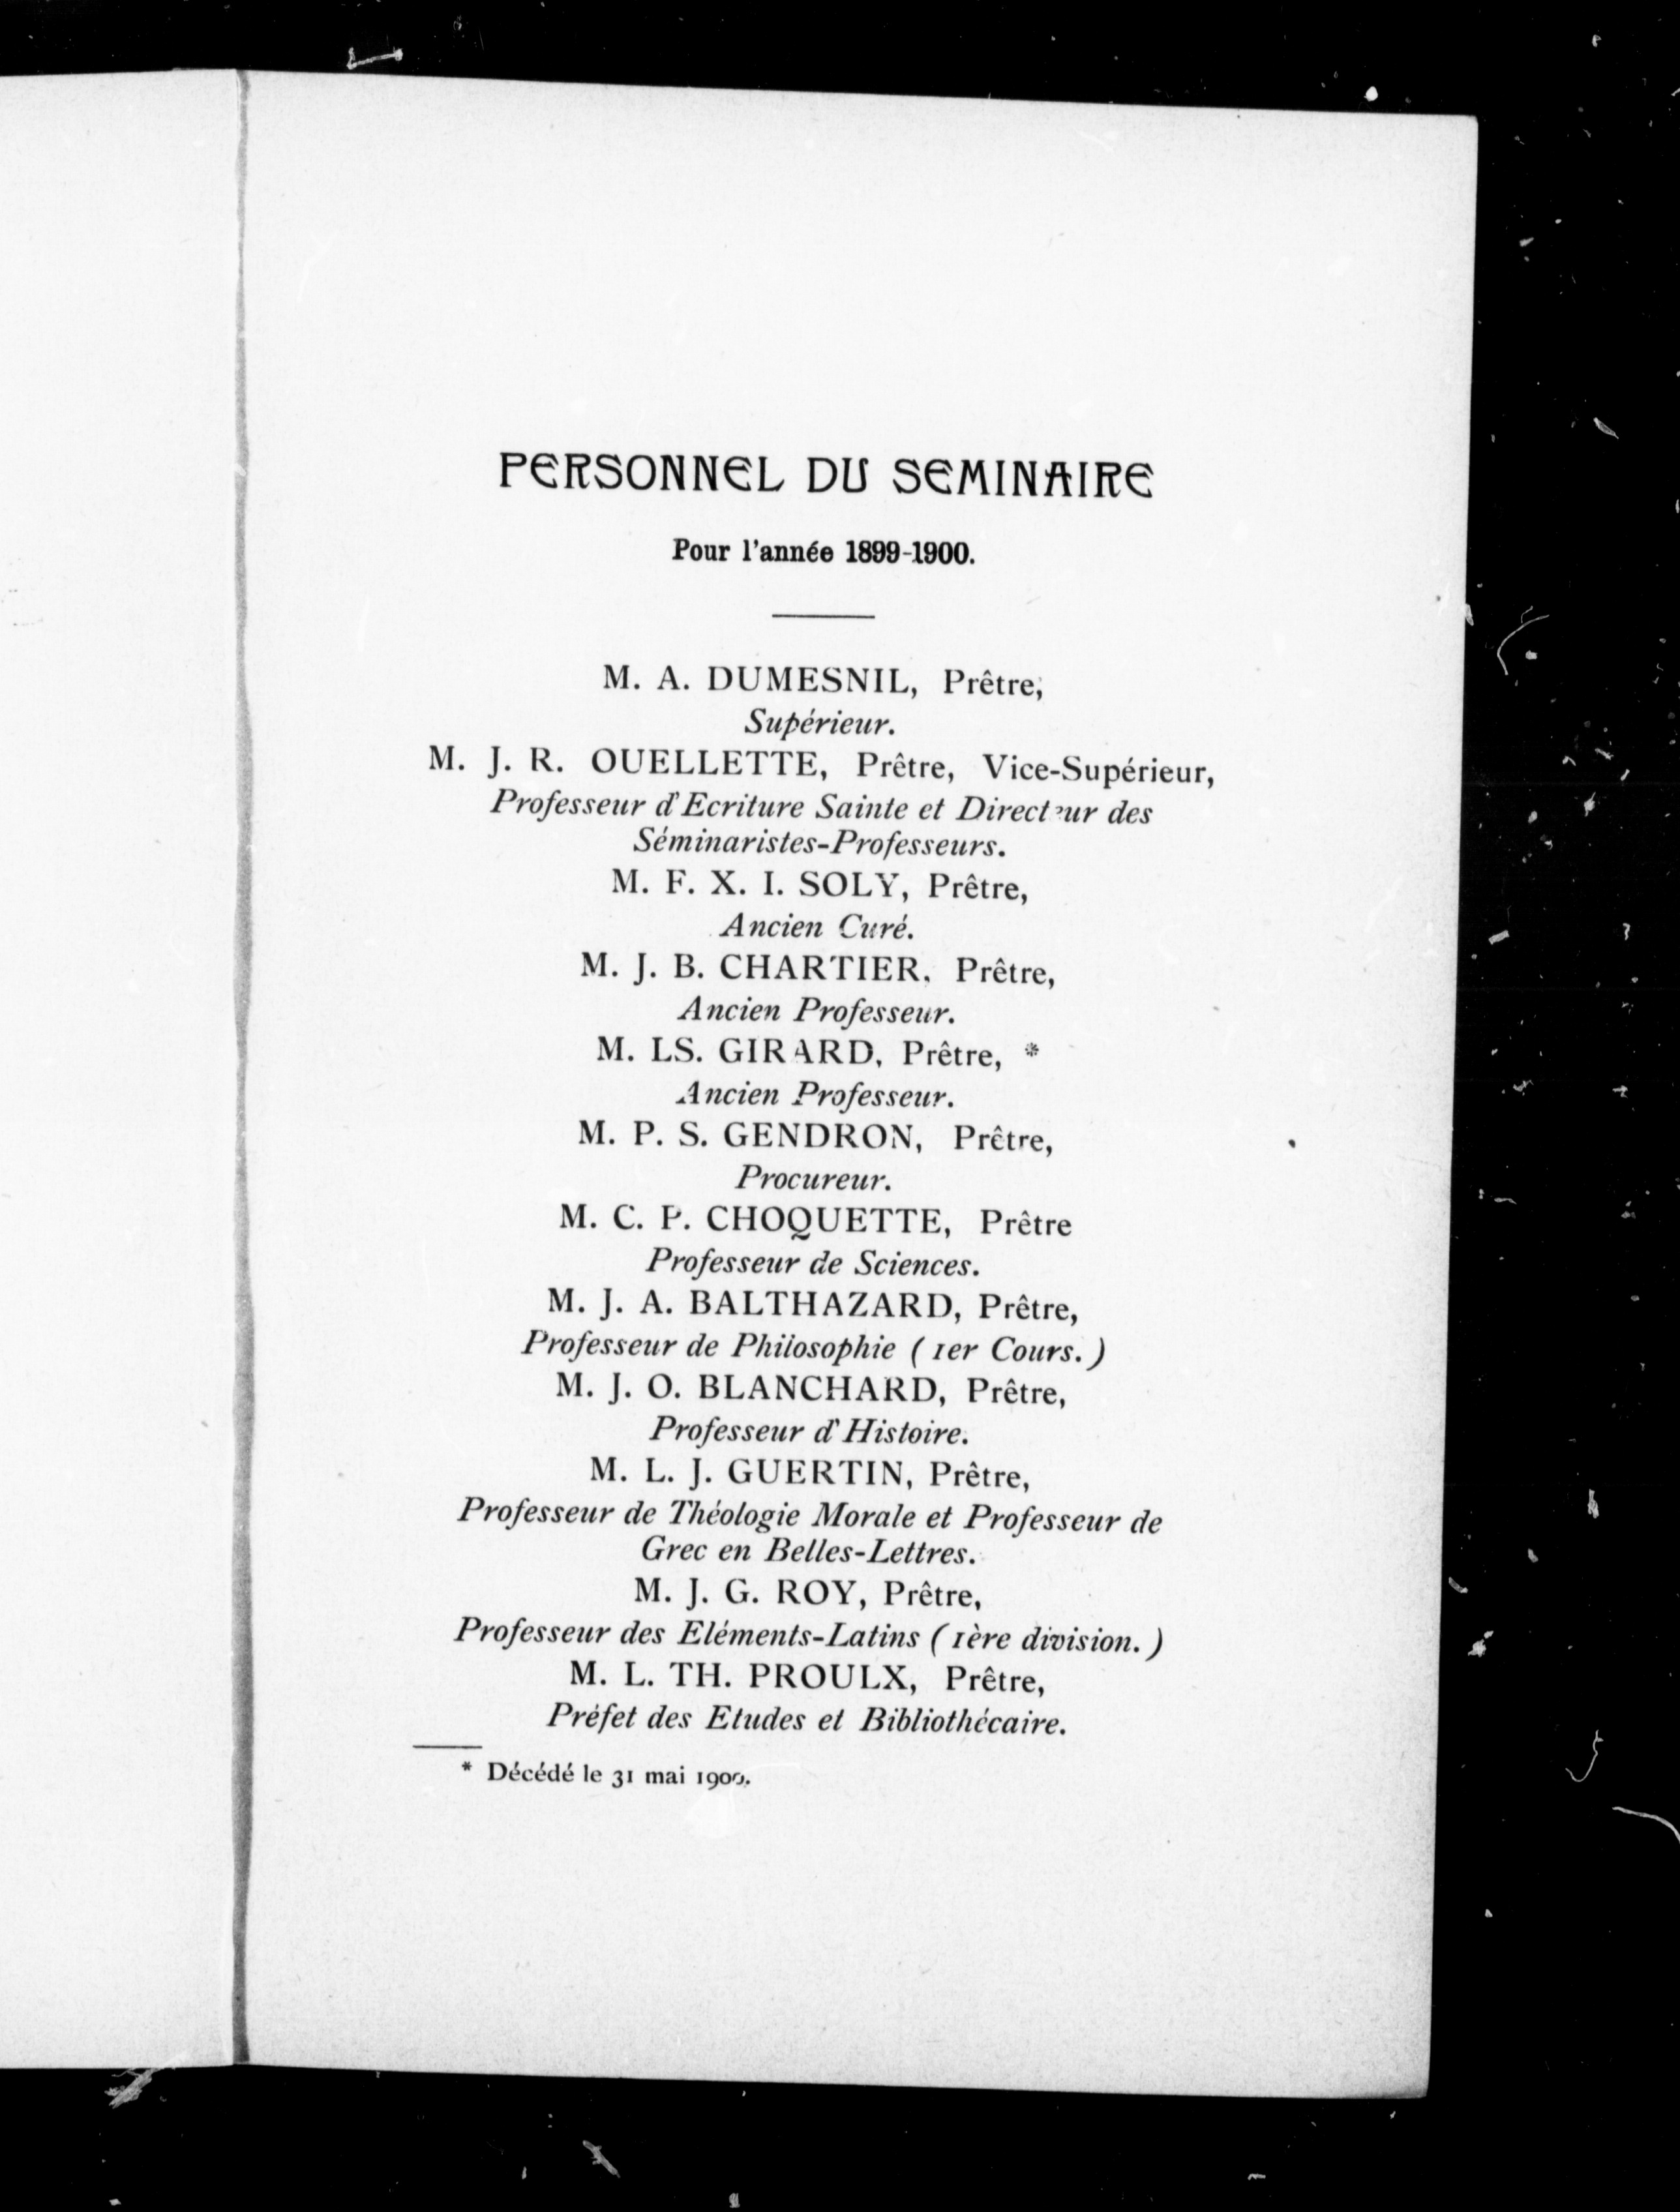 PERSONNEL DU SEMINAIRE
Pour l'année 1899-1900.
M. A. DUMESNIL, Prêtre,
Supérieur.
M. J. R. OUELLETTE, Prêtre, Vice-Supérieur,
Professeur d'Ecriture Sainte et Directeur des
Séminaristes-Professeurs.
M. F. X. I. SOLY, Prêtre,
Ancien Curé.
M. J. B. CHARTIER, Prêtre,
Ancien Professeur.
M. LS. GIRARD, Prêtre, *
Ancien Professeur.
M. P. S. GENDRON, Prêtre,
Procureur.
M. C. P. CHOQUETTE, Prêtre
Professeur de Sciences.
M. J. A. BALTHAZARD, Prêtre,
Professeur de Philosophie (1er Cours.)
M. J. O. BLANCHARD, Prêtre,
Professeur d'Histoire.
M. L. J. GUERTIN, Prêtre,
Professeur de Théologie Morale et Professeur de
Grec en Belles-Lettres.
M. J. G. ROY, Prêtre,
Professeur des Eléments-Latins (1ère division.)
M. L. TH. PROULX, Prêtre,
Préfet des Etudes et Bibliothécaire.
* Décédé le 31 mai 1900.